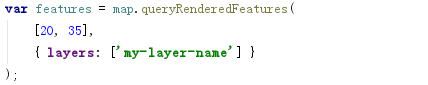 var features = map.queryRenderedFeatures(
    [20, 35],
    { layers: ['my-layer-name'] }
);